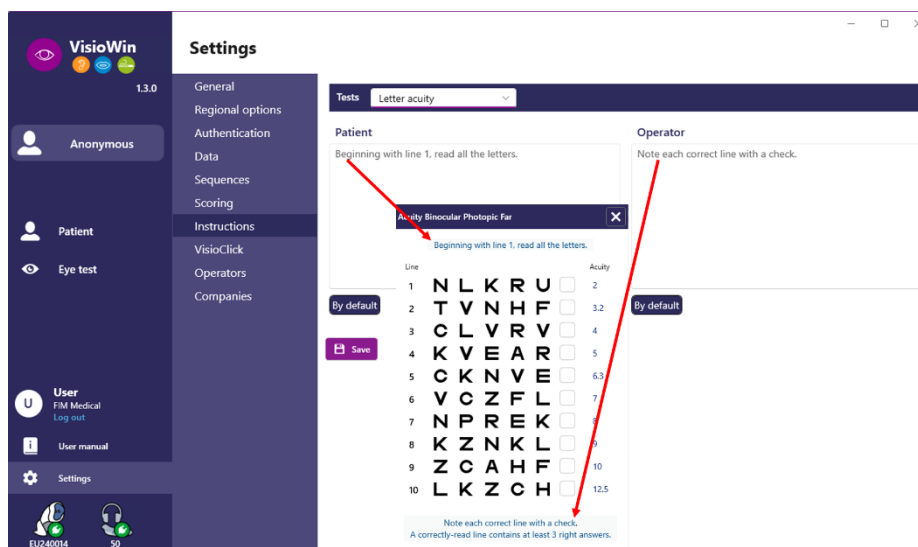 VisioWin
1.3.0
Anonymous
Patient
Eye test
U
User
FIM Medical
Log out
User manual
Settings
EU240014
50
Settings
General
Regional options
Authentication
Data
Sequences
Scoring
Instructions
VisioClick
Operators
Companies
Tests Letter acuity
Patient
Beginning with line 1, read all the letters.
By default
Save
Operator
Note each correct line with a check.
By default
Acuity Binocular Photopic Far
Beginning with line 1, read all the letters.
Line Acuity
1 N L K R U 2
2 T V N H F 3.2
3 C L V R V 4
4 K V E A R 5
5 C K N V E 6.3
6 V C Z F L 7
7 N P R E K 8
8 K Z N K L 9
9 Z C A H F 10
10 L K Z C H 12.5
Note each correct line with a check.
A correctly-read line contains at least 3 right answers.